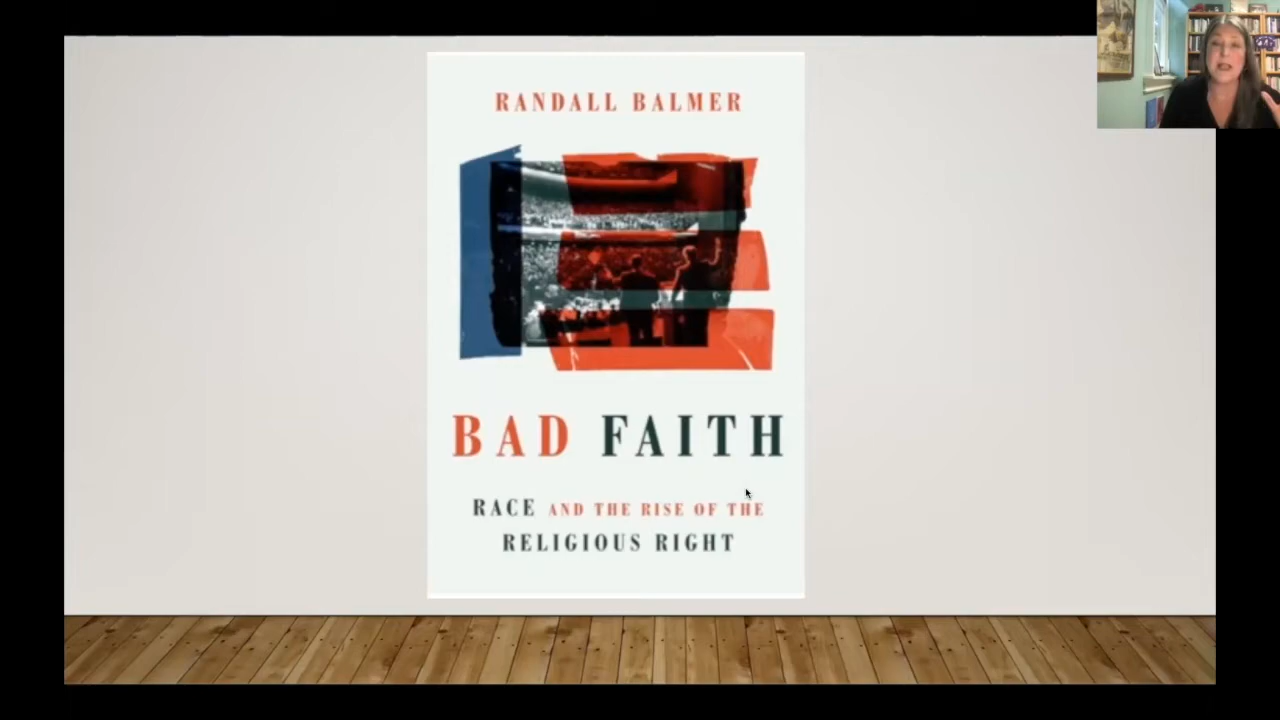 RANDALL BALMER
BAD FAITH
RACE AND THE RISE OF THE
RELIGIOUS RIGHT